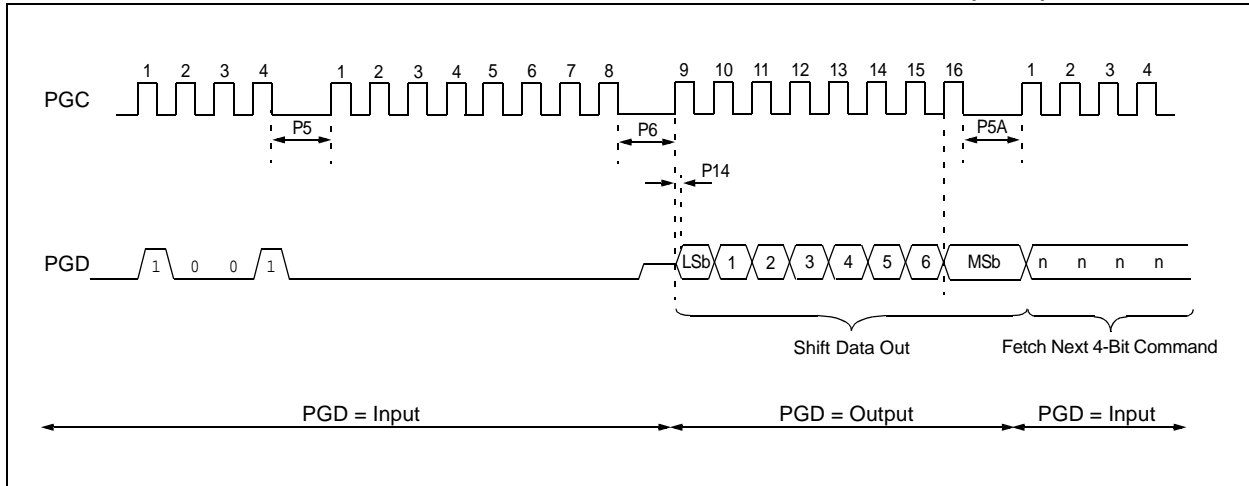 1 2 3 4 1 2 3 4 5 6 7 8 9 10 11 12 13 14 15 16 1 2 3 4
PGC
P5 P6 P5A
P14
PGD 1 0 0 1 LSb 1 2 3 4 5 6 MSb n n n n
Shift Data Out Fetch Next 4-Bit Command
PGD = Input PGD = Output PGD = Input